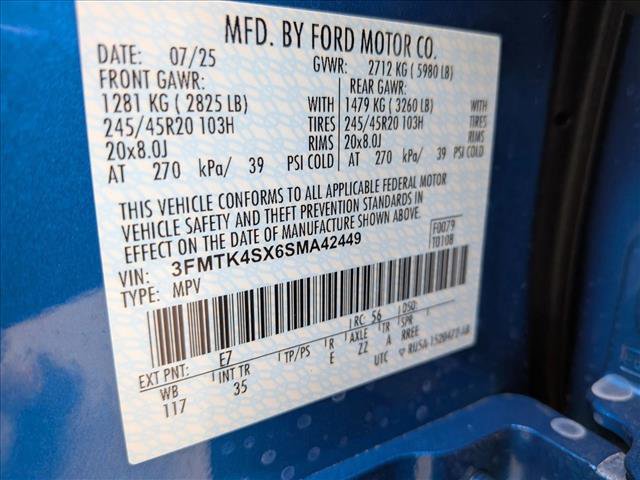 MFD. BY FORD MOTOR CO.
DATE: 07/25 GVWR: 2712 KG ( 5980 LB)
FRONT GAWR: REAR GAWR:
1281 KG ( 2825 LB) WITH 1479 KG ( 3260 LB) WITH
245/45R20 103H TIRES 245/45R20 103H TIRES
20x8.0J RIMS 20x8.0J RIMS
AT 270 kPa/ 39 PSI COLD AT 270 kPa/ 39 PSI COLD
THIS VEHICLE CONFORMS TO ALL APPLICABLE FEDERAL MOTOR
VEHICLE SAFETY AND THEFT PREVENTION STANDARDS IN
EFFECT ON THE DATE OF MANUFACTURE SHOWN ABOVE.
F0079
VIN: 3FMTK4SX6SMA42449 T0108
TYPE: MPV
RC: 56 DSO:
EXT PNT: E7
WB INT TR TP/PS R AXLE TR SPR
117 35 E ZZ A RREE
UTC